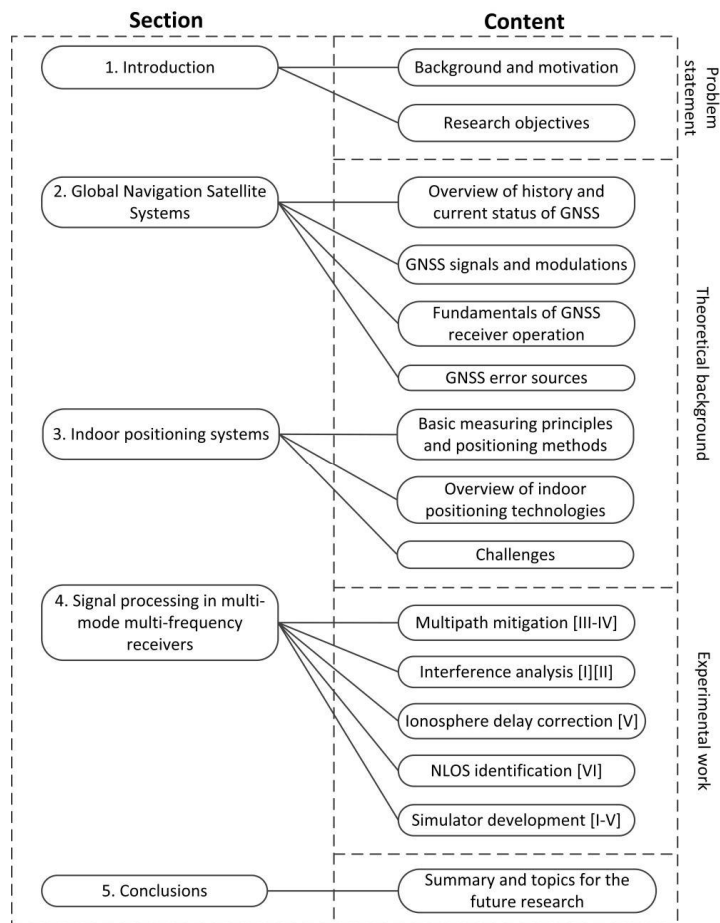 Section
Content
1. Introduction
Background and motivation
Research objectives
Problem
statement
2. Global Navigation Satellite
Systems
Overview of history and
current status of GNSS
GNSS signals and modulations
Fundamentals of GNSS
receiver operation
GNSS error sources
3. Indoor positioning systems
Basic measuring principles
and positioning methods
Overview of indoor
positioning technologies
Challenges
Theoretical background
4. Signal processing in multi-
mode multi-frequency
receivers
Multipath mitigation [III-IV]
Interference analysis [I][II]
Ionosphere delay correction [V]
NLOS identification [VI]
Simulator development [I-V]
Experimental work
5. Conclusions
Summary and topics for the
future research